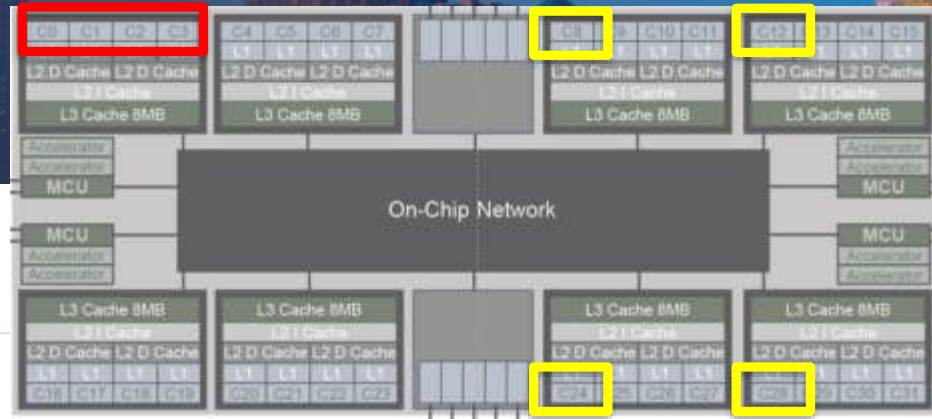 C0 C1 C2 C3 C4 C5 C6 C7 C8 C10 C11 C12 C14 C15
L1 L1 L1 L1 L1 L1 L1 L1 L1 L1 L1 L1
L2 D Cache L2 D Cache L2 D Cache L2 D Cache L2 D Cache L2 D Cache L2 D Cache L2 D Cache
L2 I Cache L2 I Cache L2 I Cache L2 I Cache
L3 Cache 8MB L3 Cache 8MB L3 Cache 8MB L3 Cache 8MB
Accelerator Accelerator
Accelerator Accelerator
MCU MCU
On-Chip Network
MCU MCU
Accelerator Accelerator
Accelerator Accelerator
L3 Cache 8MB L3 Cache 8MB L3 Cache 8MB L3 Cache 8MB
L2 I Cache L2 I Cache L2 I Cache L2 I Cache
L2 D Cache L2 D Cache L2 D Cache L2 D Cache L2 D Cache L2 D Cache L2 D Cache L2 D Cache
L1 L1 L1 L1 L1 L1 L1 L1 L1 L1 L1 L1 L1 L1
C16 C17 C18 C19 C20 C21 C22 C23 C24 C26 C27 C28 C30 C31